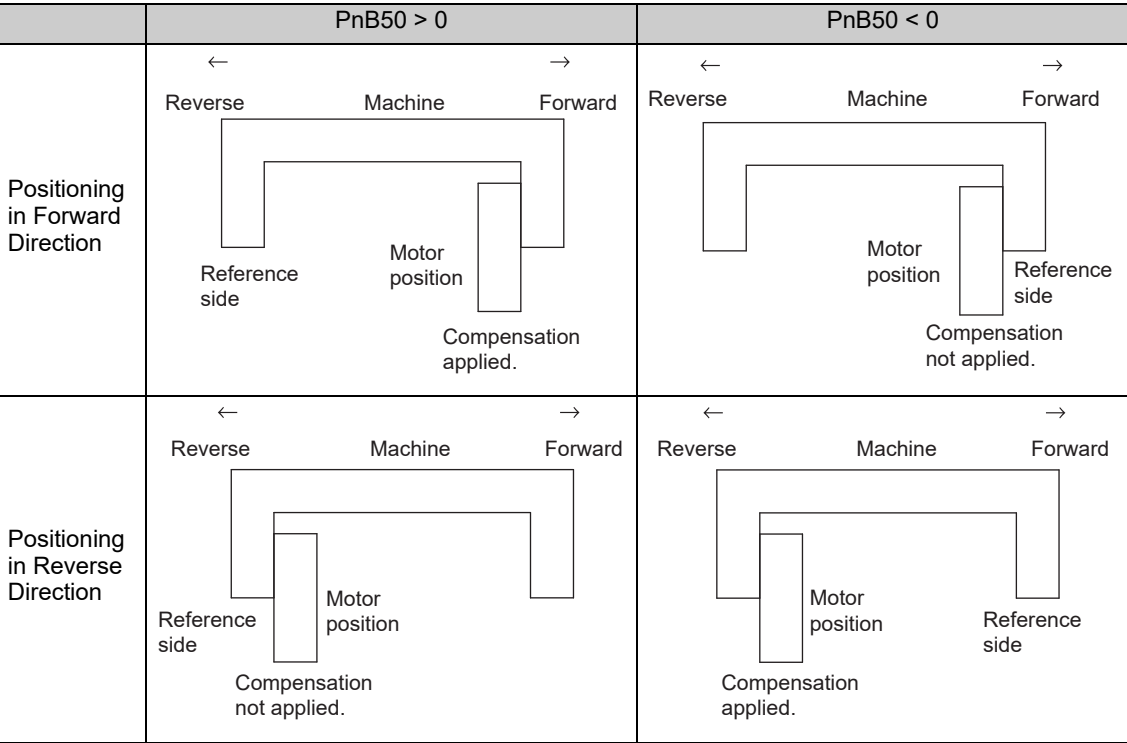 PnB50 > 0
PnB50 < 0
Positioning
in Forward
Direction
← →
Reverse Machine Forward
Reference
side
Motor
position
Compensation
applied.
← →
Reverse Machine Forward
Motor
position
Reference
side
Compensation
not applied.
Positioning
in Reverse
Direction
← →
Reverse Machine Forward
Reference
side
Motor
position
Compensation
not applied.
← →
Reverse Machine Forward
Motor
position
Reference
side
Compensation
applied.